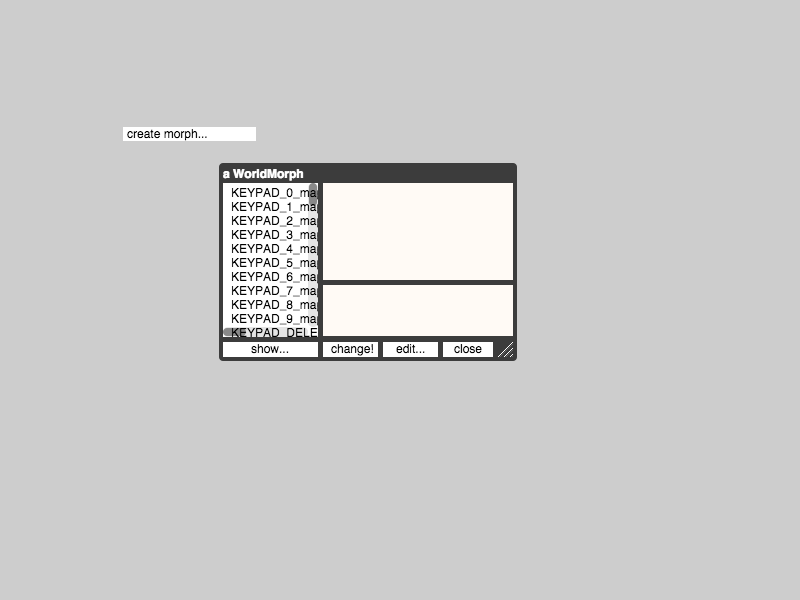 create morph...
a WorldMorph
KEYPAD_0_ma
KEYPAD_1_ma
KEYPAD_2_ma
KEYPAD_3_ma
KEYPAD_4_ma
KEYPAD_5_ma
KEYPAD_6_ma
KEYPAD_7_ma
KEYPAD_8_ma
KEYPAD_9_ma
KEYPAD_DELE
show... change! edit... close